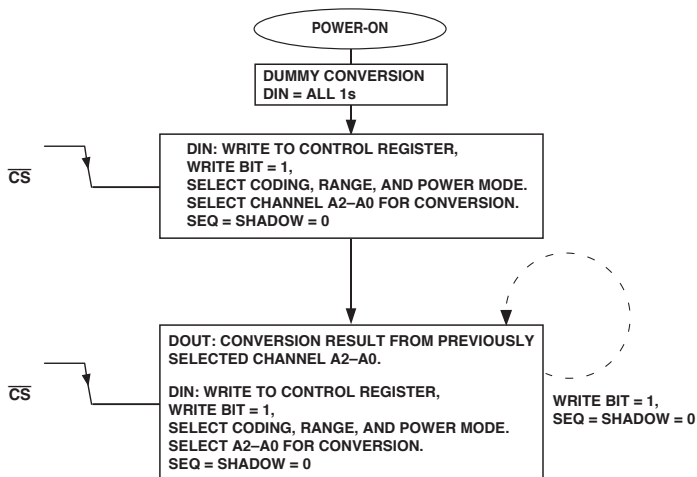 POWER-ON
DUMMY CONVERSION
DIN = ALL 1s
CS
DIN: WRITE TO CONTROL REGISTER,
WRITE BIT = 1,
SELECT CODING, RANGE, AND POWER MODE.
SELECT CHANNEL A2–A0 FOR CONVERSION.
SEQ = SHADOW = 0
CS
DOUT: CONVERSION RESULT FROM PREVIOUSLY
SELECTED CHANNEL A2–A0.
DIN: WRITE TO CONTROL REGISTER,
WRITE BIT = 1,
SELECT CODING, RANGE, AND POWER MODE.
SELECT A2–A0 FOR CONVERSION.
SEQ = SHADOW = 0
WRITE BIT = 1,
SEQ = SHADOW = 0